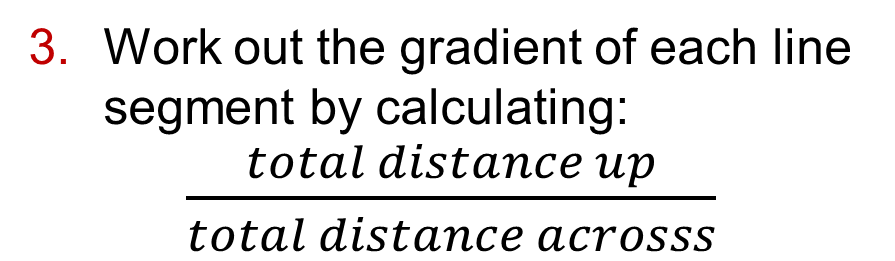 3. Work out the gradient of each line
segment by calculating:
total distance up
total distance acrosss